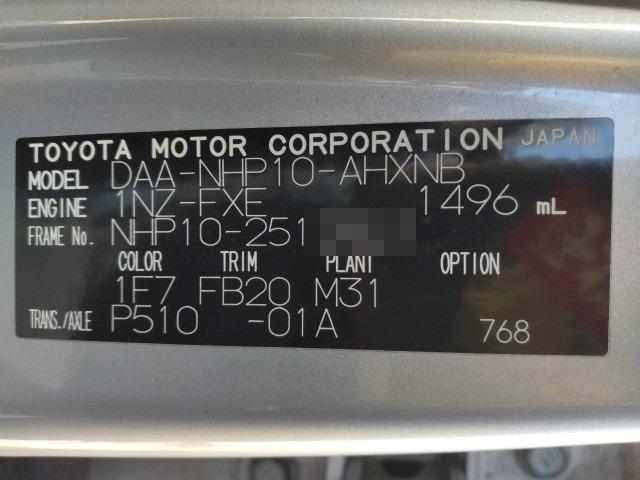 TOYOTA MOTOR CORPORATION JAPAN
MODEL DAA-NHP10-AHXNB
ENGINE 1NZ-FXE 1496 mL
FRAME No. NHP10-251
COLOR TRIM PLANT OPTION
1F7 FB20 M31
TRANS./AXLE P510 -01A 768